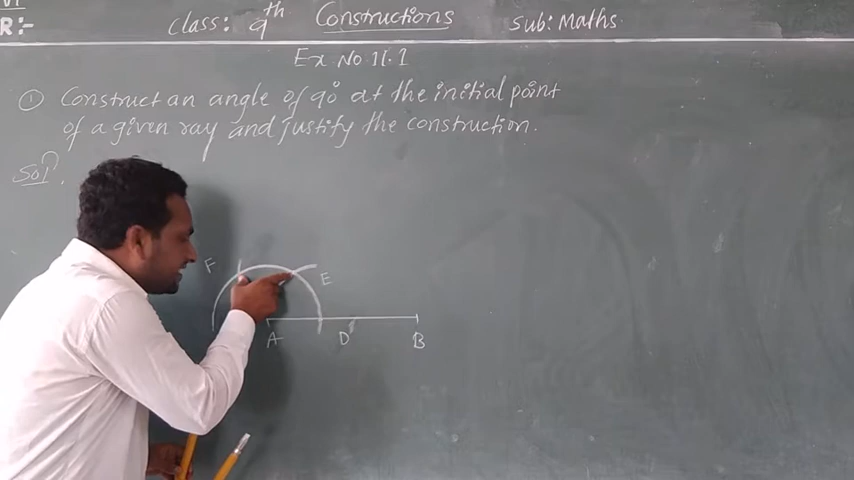 R:-
Class: 9th Constructions Sub: Maths
Ex No. 11.1
① Construct an angle of 90° at the initial point
of a given ray and justify the construction.
Sol?
F
E
A D B